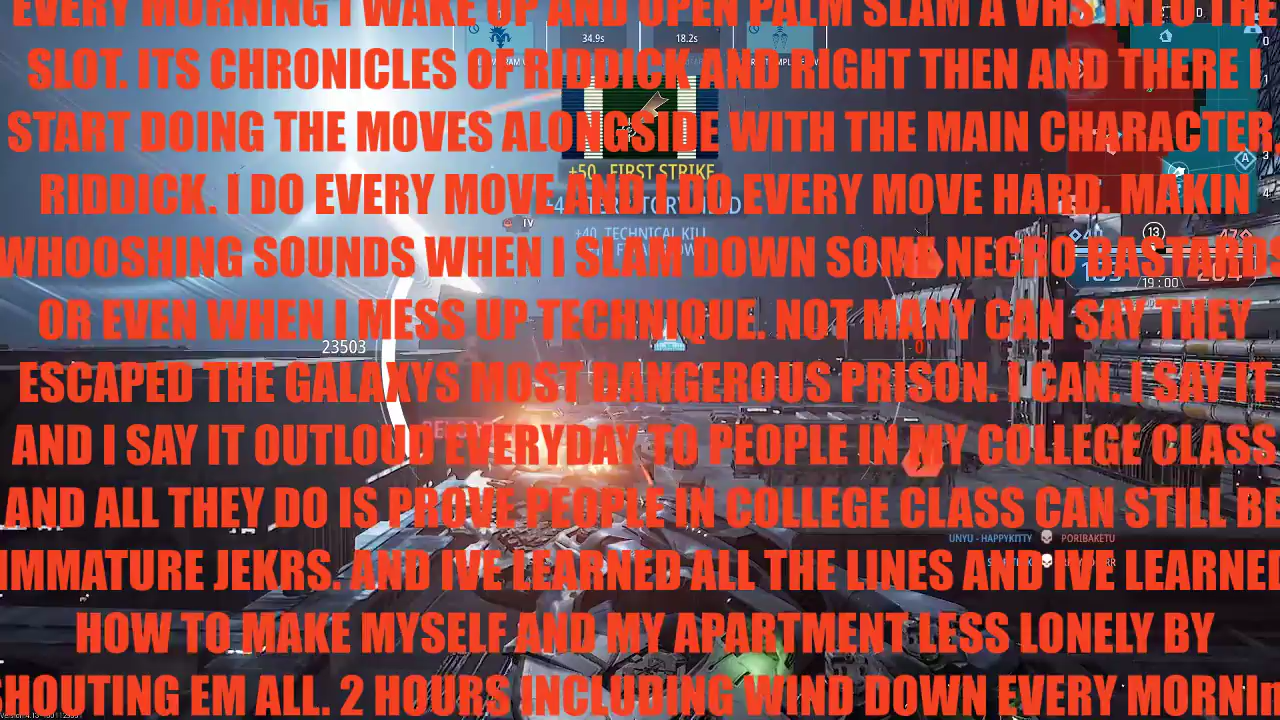 EVERY MORNING I WAKE UP AND OPEN PALM SLAM A VHS INTO THE
34.9s
18.2s
SLOT. ITS CHRONICLES OF RIDDICK AND RIGHT THEN AND THERE I
START DOING THE MOVES ALONGSIDE WITH THE MAIN CHARACTER,
A
+50 FIRST STRIKE
RIDDICK. I DO EVERY MOVE AND I DO EVERY MOVE HARD. MAKIN
IV
+40 TECHNICAL KILL
13
WHOOSHING SOUNDS WHEN I SLAM DOWN SOME NECRO BASTARDS
19:00
OR EVEN WHEN I MESS UP TECHNIQUE. NOT MANY CAN SAY THEY
23503
ESCAPED THE GALAXYS MOST DANGEROUS PRISON. I CAN. I SAY IT
AND I SAY IT OUTLOUD EVERYDAY TO PEOPLE IN MY COLLEGE CLASS
AND ALL THEY DO IS PROVE PEOPLE IN COLLEGE CLASS CAN STILL BE
UNYU - HAPPYKITTY PORIBAKETU
IMMATURE JEKRS. AND IVE LEARNED ALL THE LINES AND IVE LEARNED
HOW TO MAKE MYSELF AND MY APARTMENT LESS LONELY BY
SHOUTING EM ALL. 2 HOURS INCLUDING WIND DOWN EVERY MORNIn